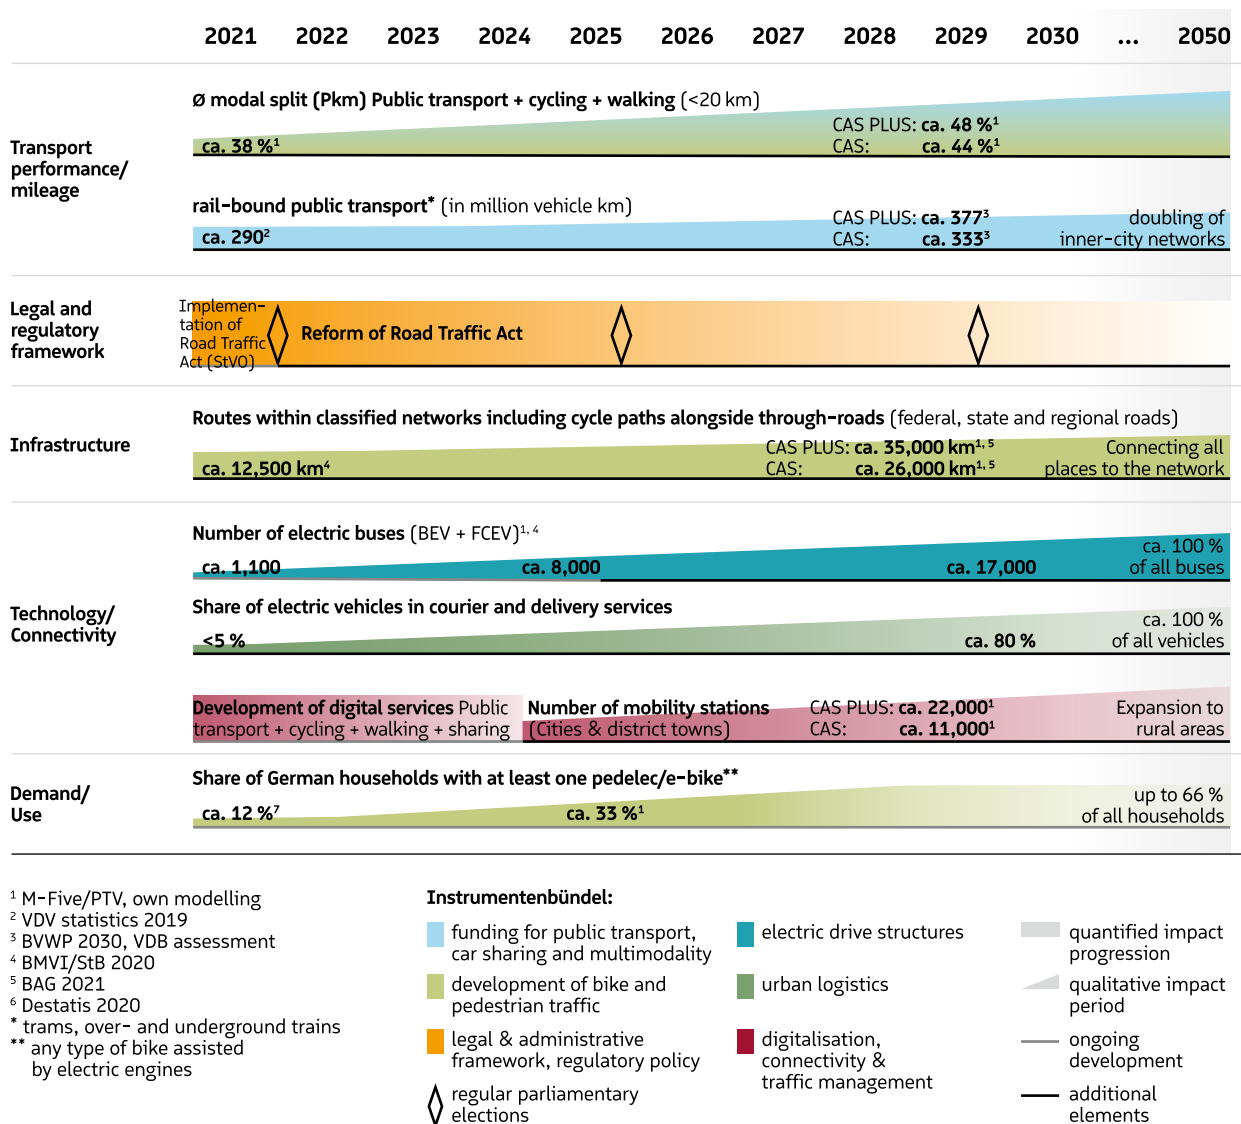 2021 2022 2023 2024 2025 2026 2027 2028 2029 2030 ... 2050
Transport
performance/
mileage
Ø modal split (Pkm) Public transport + cycling + walking (<20 km)
ca. 38 %¹
CAS PLUS: ca. 48 %¹
CAS: ca. 44 %¹
rail-bound public transport* (in million vehicle km)
ca. 290²
CAS PLUS: ca. 377³
CAS: ca. 333³
doubling of
inner-city networks
Legal and
regulatory
framework
Implemen-
tation of
Road Traffic
Act (StVO)
Reform of Road Traffic Act
Infrastructure
Routes within classified networks including cycle paths alongside through-roads (federal, state and regional roads)
ca. 12,500 km⁴
CAS PLUS: ca. 35,000 km¹, ⁵
CAS: ca. 26,000 km¹, ⁵
Connecting all
places to the network
Technology/
Connectivity
Number of electric buses (BEV + FCEV)¹, ⁴
ca. 1,100
ca. 8,000
ca. 17,000
ca. 100 %
of all buses
Share of electric vehicles in courier and delivery services
<5 %
ca. 80 %
ca. 100 %
of all vehicles
Development of digital services Public
transport + cycling + walking + sharing
Number of mobility stations
(Cities & district towns)
CAS PLUS: ca. 22,000¹
CAS: ca. 11,000¹
Expansion to
rural areas
Demand/
Use
Share of German households with at least one pedelec/e-bike**
ca. 12 %⁷
ca. 33 %¹
up to 66 %
of all households
¹ M-Five/PTV, own modelling
² VDV statistics 2019
³ BVWP 2030, VDB assessment
⁴ BMVI/StB 2020
⁵ BAG 2021
⁶ Destatis 2020
* trams, over- and underground trains
** any type of bike assisted
by electric engines
Instrumentenbündel:
funding for public transport,
car sharing and multimodality
development of bike and
pedestrian traffic
legal & administrative
framework, regulatory policy
regular parliamentary
elections
electric drive structures
urban logistics
digitalisation,
connectivity &
traffic management
quantified impact
progression
qualitative impact
period
ongoing
development
additional
elements